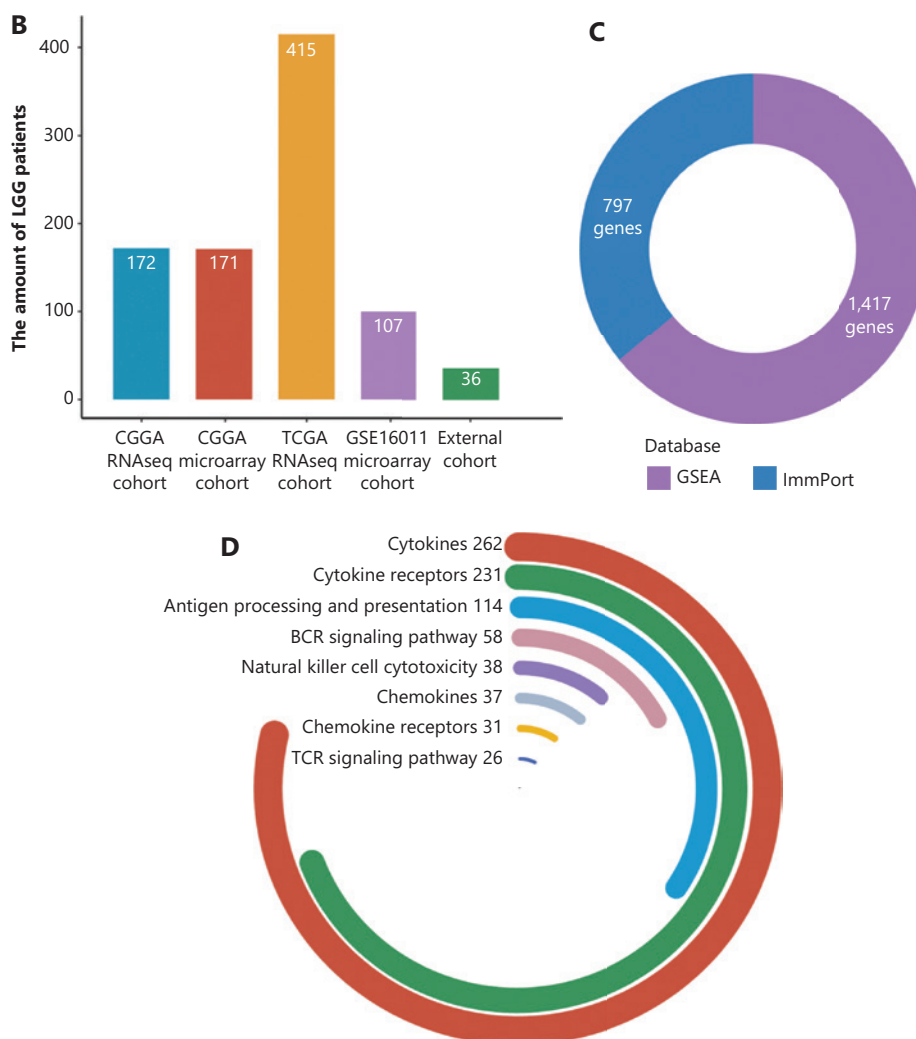 B
The amount of LGG patients
400
300
200
100
0
172
171
415
107
36
CGGA
RNAseq
cohort
CGGA
microarray
cohort
TCGA
RNAseq
cohort
GSE16011
microarray
cohort
External
cohort
C
797
genes
1,417
genes
Database
GSEA
ImmPort
D
Cytokines 262
Cytokine receptors 231
Antigen processing and presentation 114
BCR signaling pathway 58
Natural killer cell cytotoxicity 38
Chemokines 37
Chemokine receptors 31
TCR signaling pathway 26